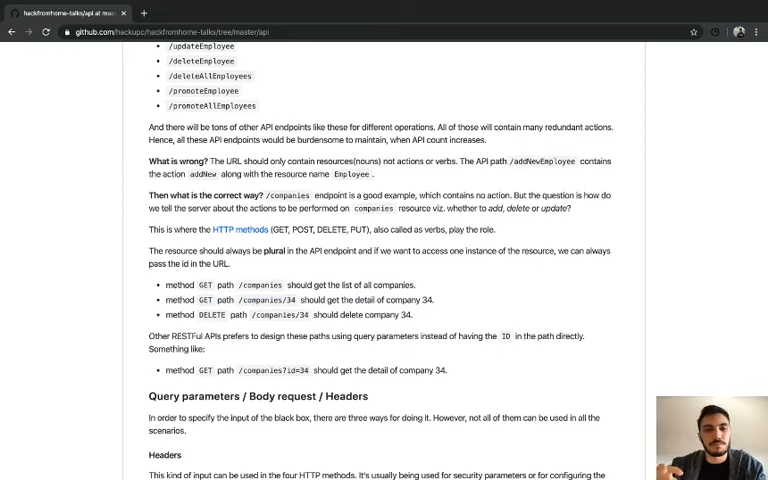 hackfromhome-talks/api at mas
github.com/hackupc/hackfromhome-talks/tree/master/api
/updateEmployee
/deleteEmployee
/deleteAllEmployees
/promoteEmployee
/promoteAllEmployees
And there will be tons of other API endpoints like these for different operations. All of those will contain many redundant actions.
Hence, all these API endpoints would be burdensome to maintain, when API count increases.
What is wrong? The URL should only contain resources(nouns) not actions or verbs. The API path /addNewEmployee contains
the action addNew along with the resource name Employee.
Then what is the correct way? /companies endpoint is a good example, which contains no action. But the question is how do
we tell the server about the actions to be performed on companies resource viz. whether to add, delete or update?
This is where the HTTP methods (GET, POST, DELETE, PUT), also called as verbs, play the role.
The resource should always be plural in the API endpoint and if we want to access one instance of the resource, we can always
pass the id in the URL.
method GET path /companies should get the list of all companies.
method GET path /companies/34 should get the detail of company 34.
method DELETE path /companies/34 should delete company 34.
Other RESTFul APIs prefers to design these paths using query parameters instead of having the ID in the path directly.
Something like:
method GET path /companies?id=34 should get the detail of company 34.
Query parameters / Body request / Headers
In order to specify the input of the black box, there are three ways for doing it. However, not all of them can be used in all the
scenarios.
Headers
This kind of input can be used in the four HTTP methods. It's usually being used for security parameters or for configuring the